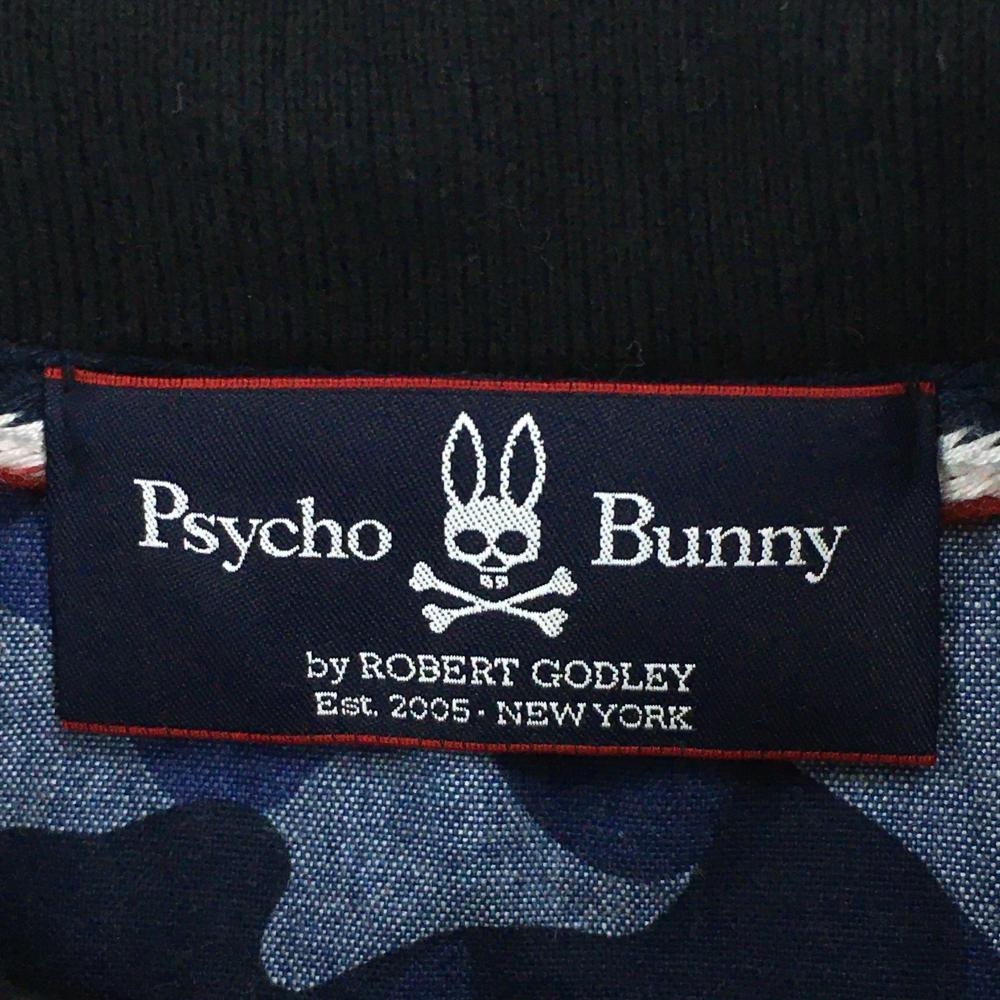 Psycho Bunny
by ROBERT GODLEY
Est. 2005 · NEW YORK